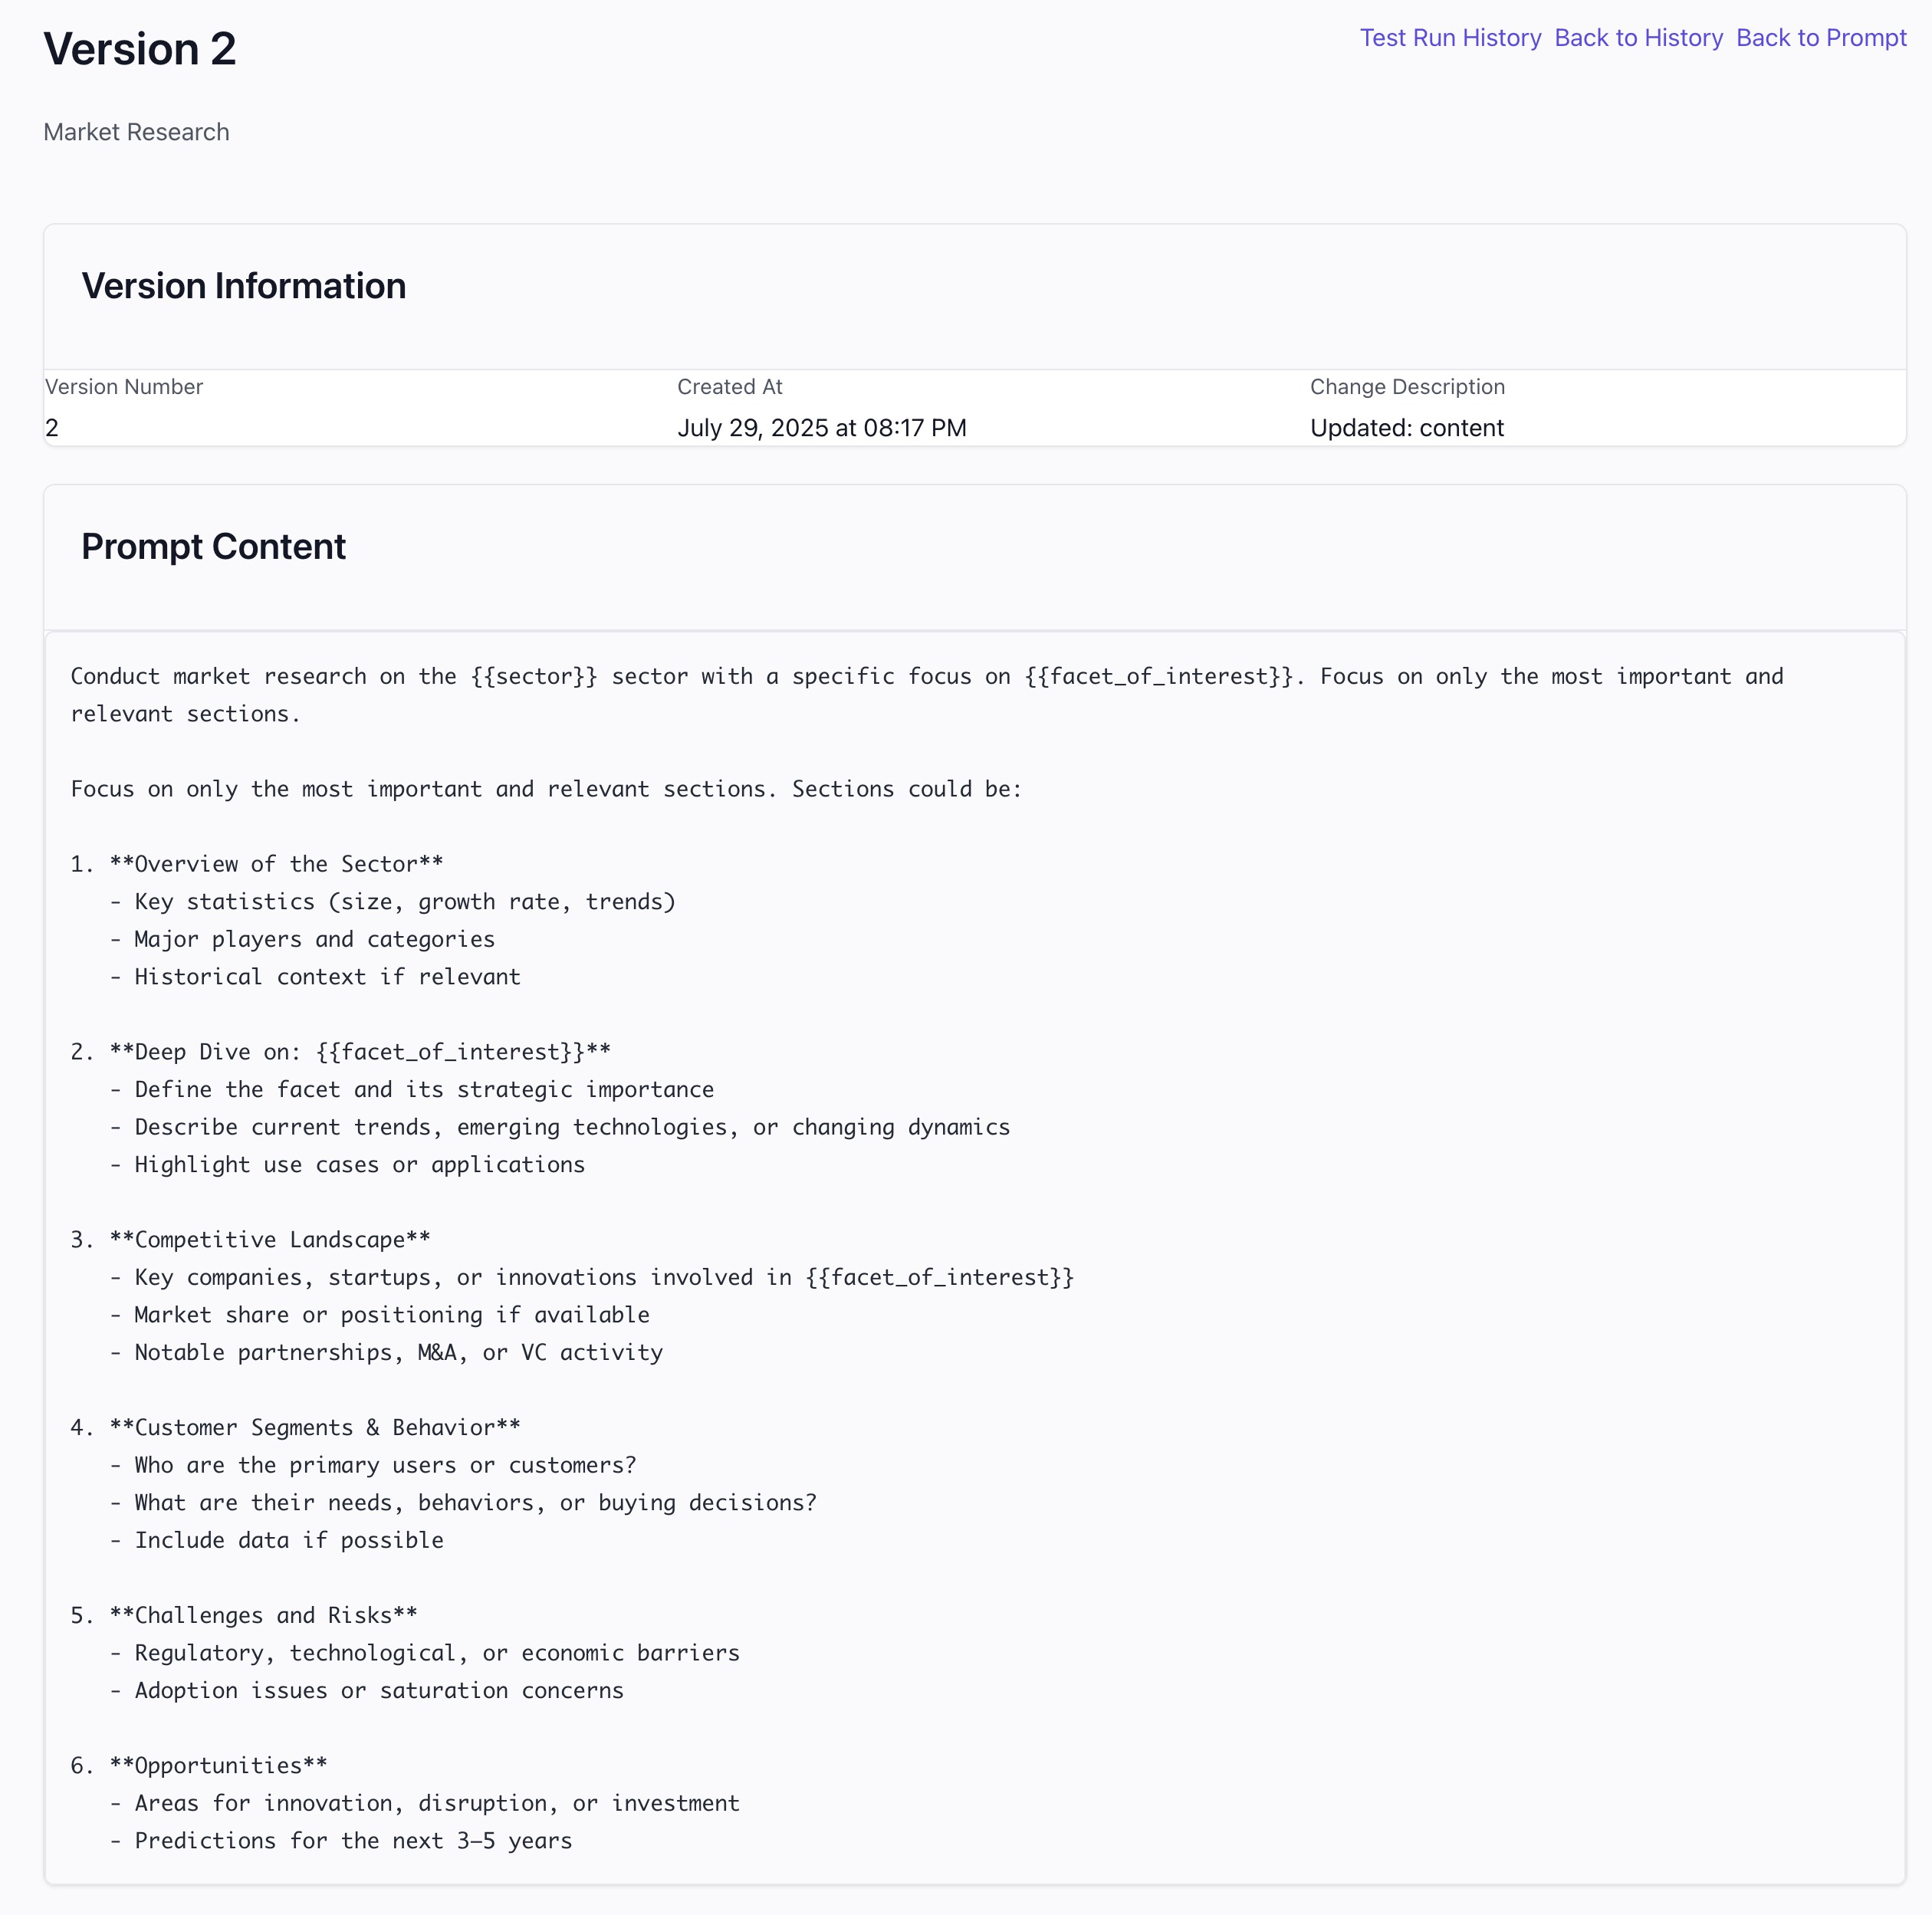 Version 2
Test Run History Back to History Back to Prompt
Market Research
Version Information
Version Number
2
Created At
July 29, 2025 at 08:17 PM
Change Description
Updated: content
Prompt Content
Conduct market research on the {{sector}} sector with a specific focus on {{facet_of_interest}}. Focus on only the most important and
relevant sections.
Focus on only the most important and relevant sections. Sections could be:
1. **Overview of the Sector**
- Key statistics (size, growth rate, trends)
- Major players and categories
- Historical context if relevant
2. **Deep Dive on: {{facet_of_interest}}**
- Define the facet and its strategic importance
- Describe current trends, emerging technologies, or changing dynamics
- Highlight use cases or applications
3. **Competitive Landscape**
- Key companies, startups, or innovations involved in {{facet_of_interest}}
- Market share or positioning if available
- Notable partnerships, M&A, or VC activity
4. **Customer Segments & Behavior**
- Who are the primary users or customers?
- What are their needs, behaviors, or buying decisions?
- Include data if possible
5. **Challenges and Risks**
- Regulatory, technological, or economic barriers
- Adoption issues or saturation concerns
6. **Opportunities**
- Areas for innovation, disruption, or investment
- Predictions for the next 3–5 years